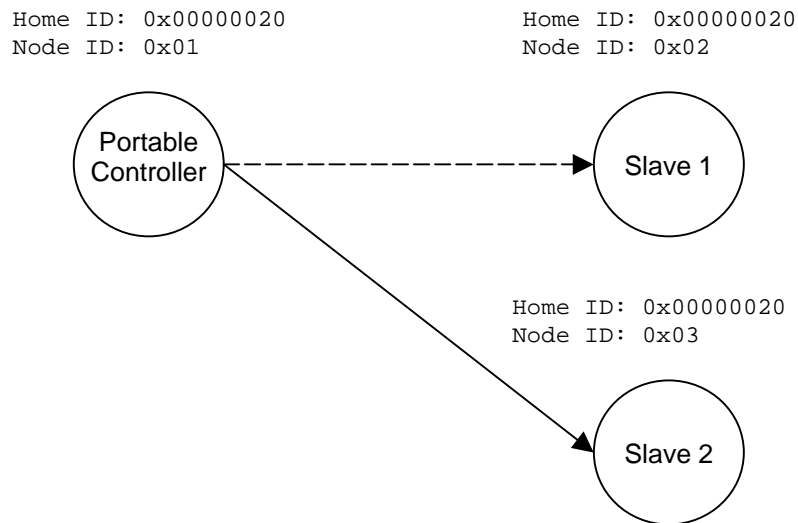 Home ID: 0x00000020
Node ID: 0x01
Home ID: 0x00000020
Node ID: 0x02
Portable
Controller
Slave 1
Home ID: 0x00000020
Node ID: 0x03
Slave 2